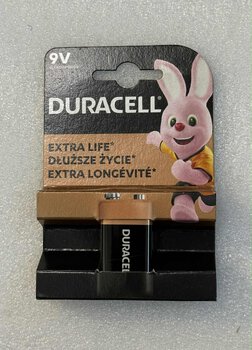 9V
DURACELL®
EXTRA LIFE*
DŁUŻSZE ŻYCIE*
EXTRA LONGÉVITÉ*
DURACELL